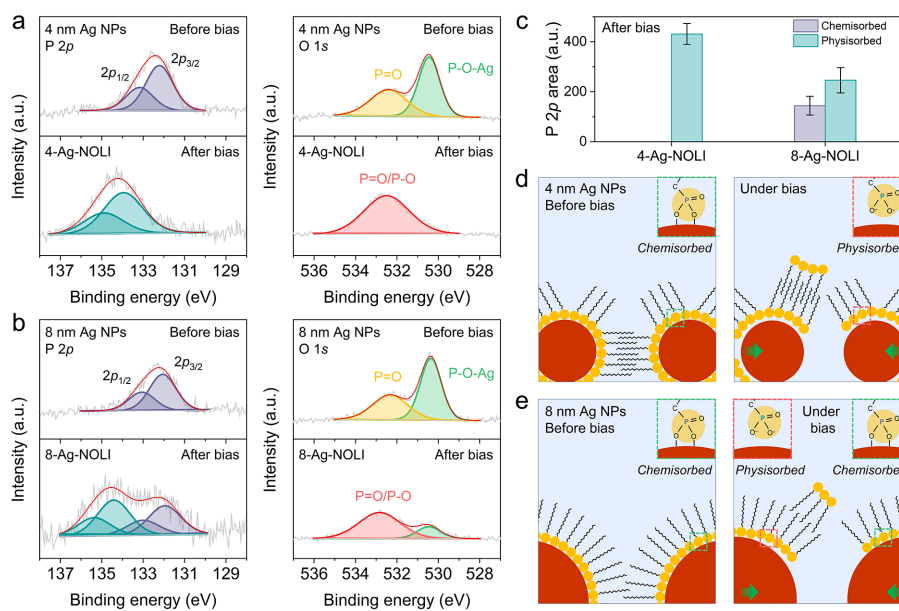 a
4 nm Ag NPs
P 2p
Before bias
2p1/2
2p3/2
4-Ag-NOLI
After bias
Intensity (a.u.)
137 135 133 131 129
Binding energy (eV)
4 nm Ag NPs
O 1s
Before bias
P=O
P-O-Ag
4-Ag-NOLI
After bias
P=O/P-O
Intensity (a.u.)
536 534 532 530 528
Binding energy (eV)
b
8 nm Ag NPs
P 2p
Before bias
2p1/2
2p3/2
8-Ag-NOLI
After bias
Intensity (a.u.)
137 135 133 131 129
Binding energy (eV)
8 nm Ag NPs
O 1s
Before bias
P=O
P-O-Ag
8-Ag-NOLI
After bias
P=O/P-O
Intensity (a.u.)
536 534 532 530 528
Binding energy (eV)
c
After bias
Chemisorbed
Physisorbed
P 2p area (a.u.)
400
200
0
4-Ag-NOLI
8-Ag-NOLI
d
4 nm Ag NPs
Before bias
C
P O
O O
Chemisorbed
Under bias
C
P O
O- O-
Physisorbed
e
8 nm Ag NPs
Before bias
C
P O
O O
Chemisorbed
C
P O
O- O-
Physisorbed
Under
bias
C
P O
O O
Chemisorbed